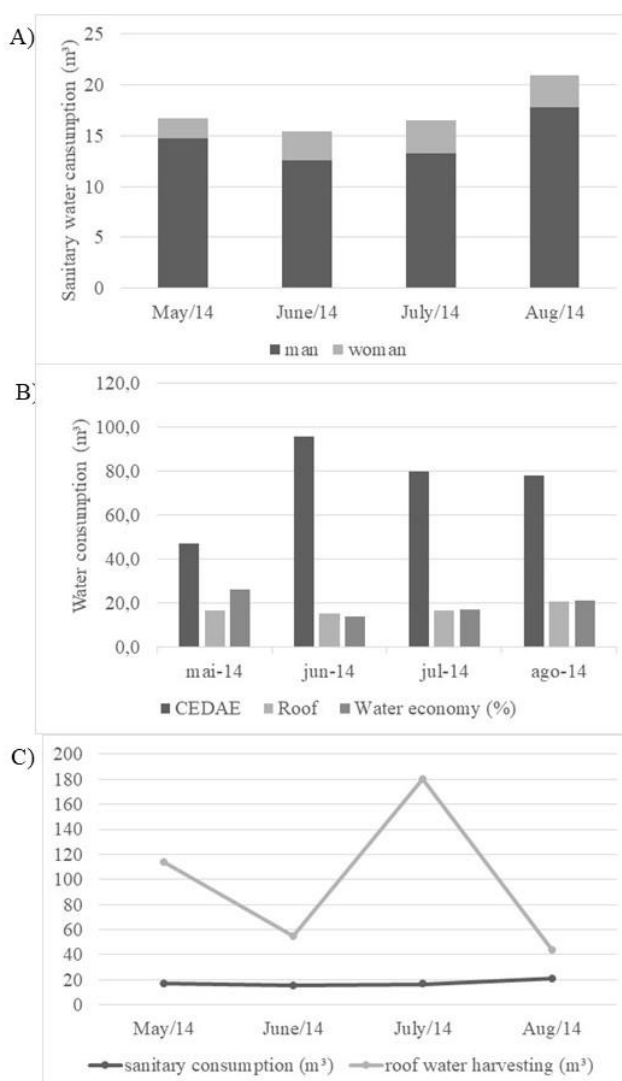 A)
Sanitary water cansumption (m³)
25
20
15
10
5
0
May/14 June/14 July/14 Aug/14
man woman
B)
Water consumption (m³)
120,0
100,0
80,0
60,0
40,0
20,0
0,0
mai-14 jun-14 jul-14 ago-14
CEDAE Roof Water economy (%)
C)
200
180
160
140
120
100
80
60
40
20
0
May/14 June/14 July/14 Aug/14
sanitary consumption (m³) roof water harvesting (m³)